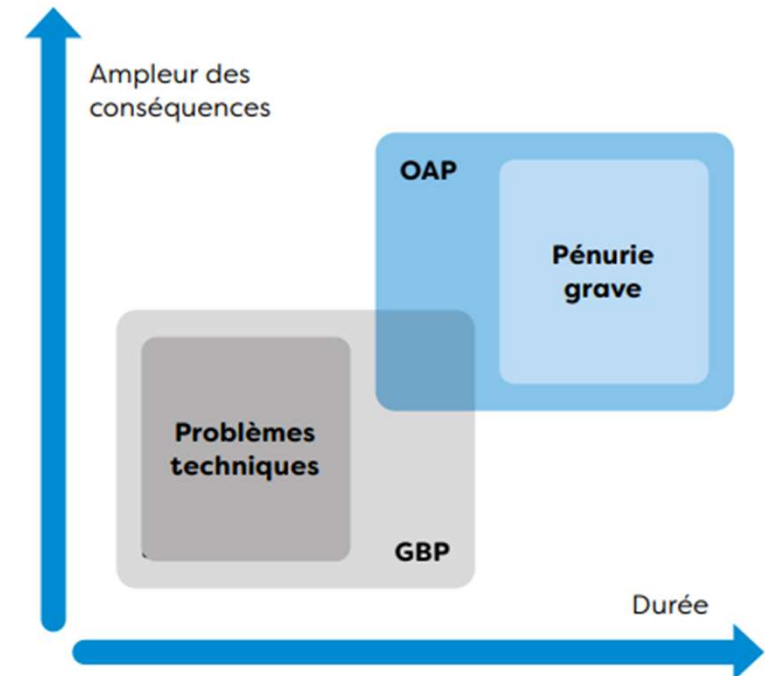 Ampleur des
conséquences
OAP
Pénurie
grave
Problèmes
techniques
GBP
Durée